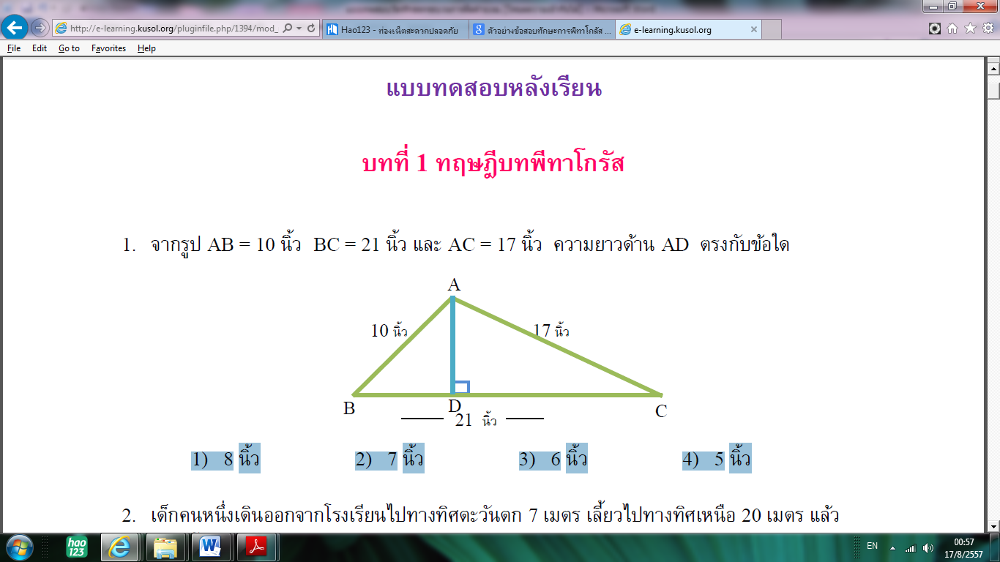 http://e-learning.kusol.org/pluginfile.php/1394/mod_
Hao123 - ท่องเน็ตสะดวกปลอดภัย
ตัวอย่างข้อสอบทักษะการพีทาโกรัส ...
e-learning.kusol.org
File Edit Go to Favorites Help
แบบทดสอบหลังเรียน
บทที่ 1 ทฤษฎีบทพีทาโกรัส
1. จากรูป AB = 10 นิ้ว BC = 21 นิ้ว และ AC = 17 นิ้ว ความยาวด้าน AD ตรงกับข้อใด
A
10 นิ้ว
17 นิ้ว
B
D
C
21 นิ้ว
1) 8 นิ้ว 2) 7 นิ้ว 3) 6 นิ้ว 4) 5 นิ้ว
2. เด็กคนหนึ่งเดินออกจากโรงเรียนไปทางทิศตะวันตก 7 เมตร เลี้ยวไปทางทิศเหนือ 20 เมตร แล้ว
hao
123
EN
00:57
17/8/2557